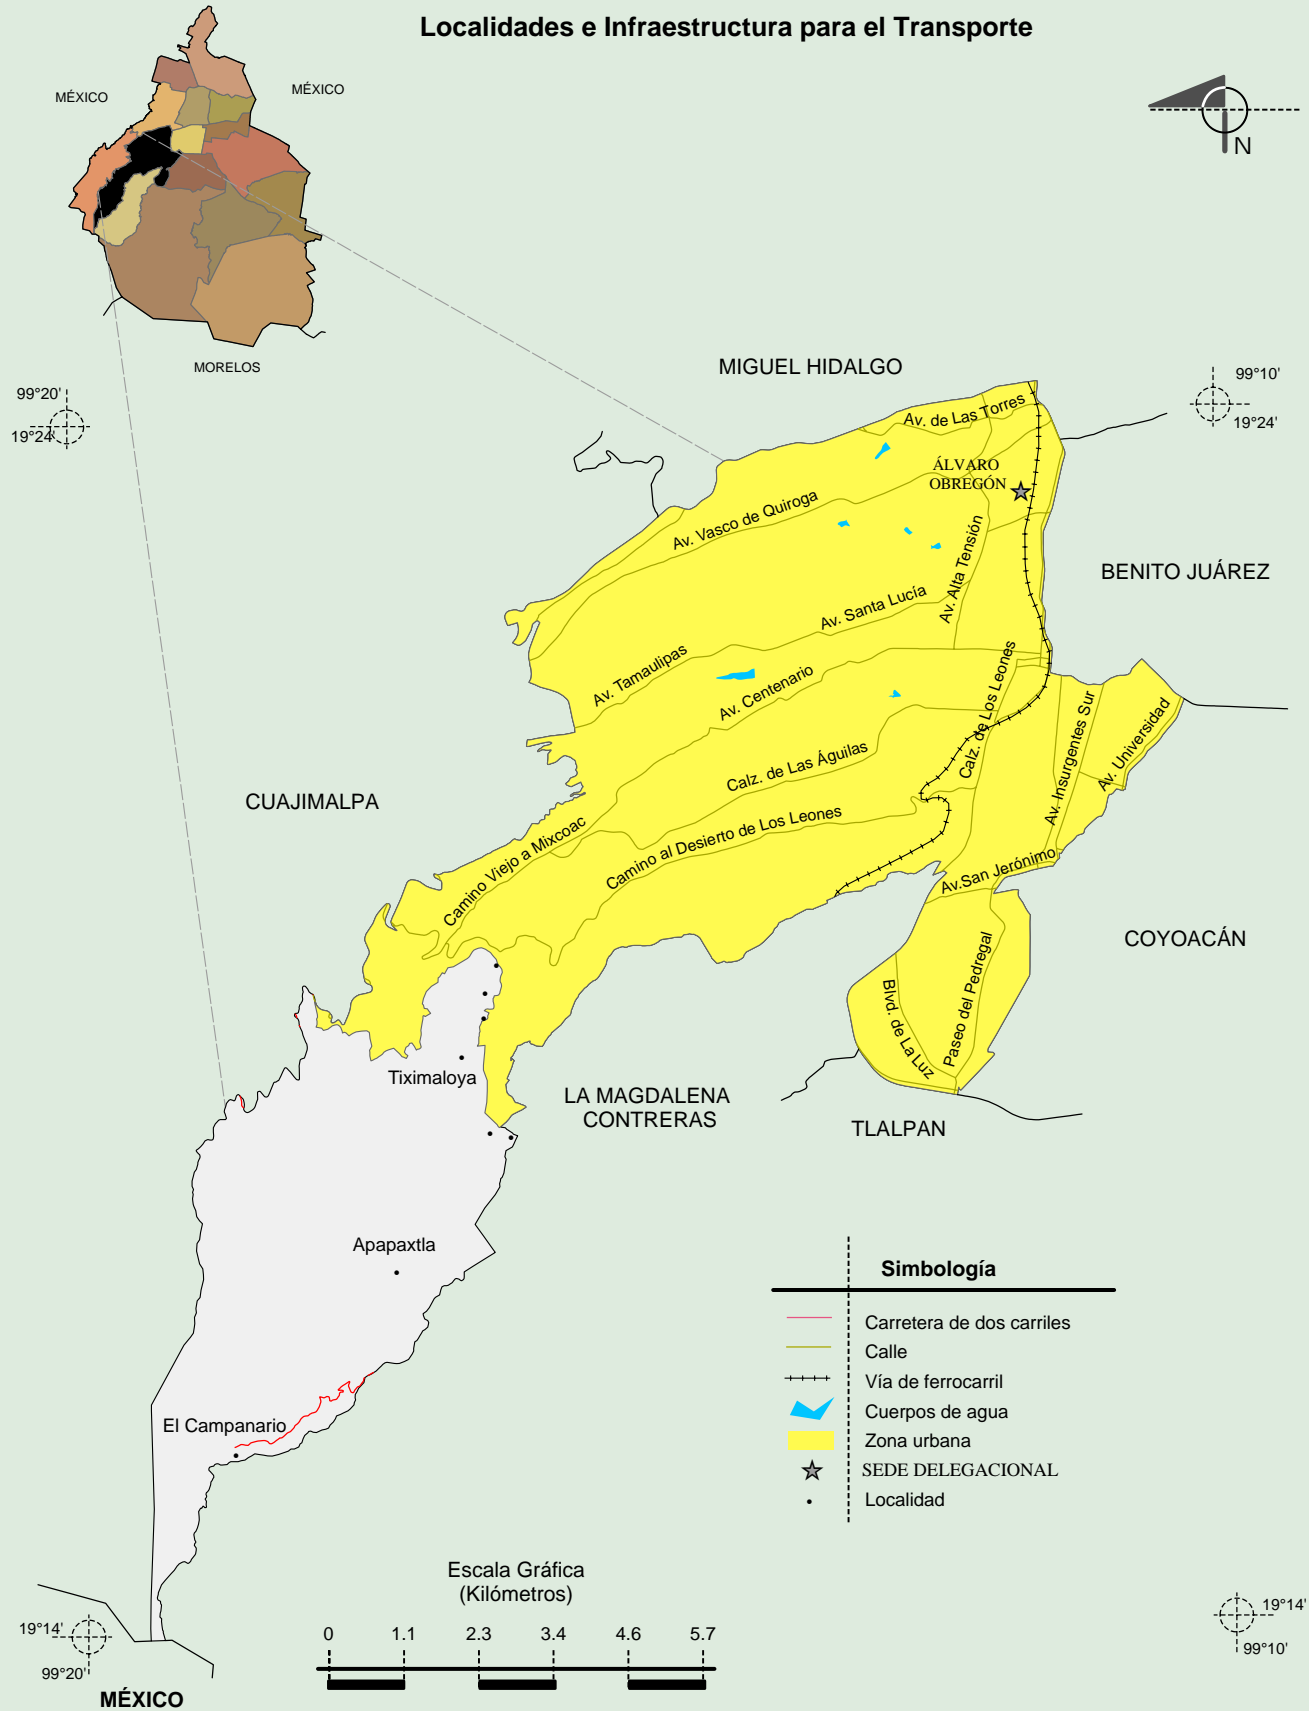 Localidades e Infraestructura para el Transporte
MÉXICO
MÉXICO
N
MORELOS
99°20'
19°24'
99°10'
19°24'
MIGUEL HIDALGO
Av. de Las Torres
ÁLVARO
OBREGÓN
Av. Vasco de Quiroga
Av. Alta Tensión
BENITO JUÁREZ
Av. Santa Lucía
Av. Tamaulipas
Av. Centenario
Calz. de Los Leones
Av. Insurgentes Sur
Av. Universidad
Calz. de Las Águilas
CUAJIMALPA
Camino Viejo a Mixcoac
Camino al Desierto de Los Leones
Av.San Jerónimo
COYOACÁN
Paseo del Pedregal
Blvd. de La Luz
Tiximaloya
LA MAGDALENA
CONTRERAS
TLALPAN
Apapaxtla
El Campanario
Simbología
Carretera de dos carriles
Calle
Vía de ferrocarril
Cuerpos de agua
Zona urbana
SEDE DELEGACIONAL
Localidad
Escala Gráfica
(Kilómetros)
0 1.1 2.3 3.4 4.6 5.7
19°14'
99°20'
19°14'
99°10'
MÉXICO